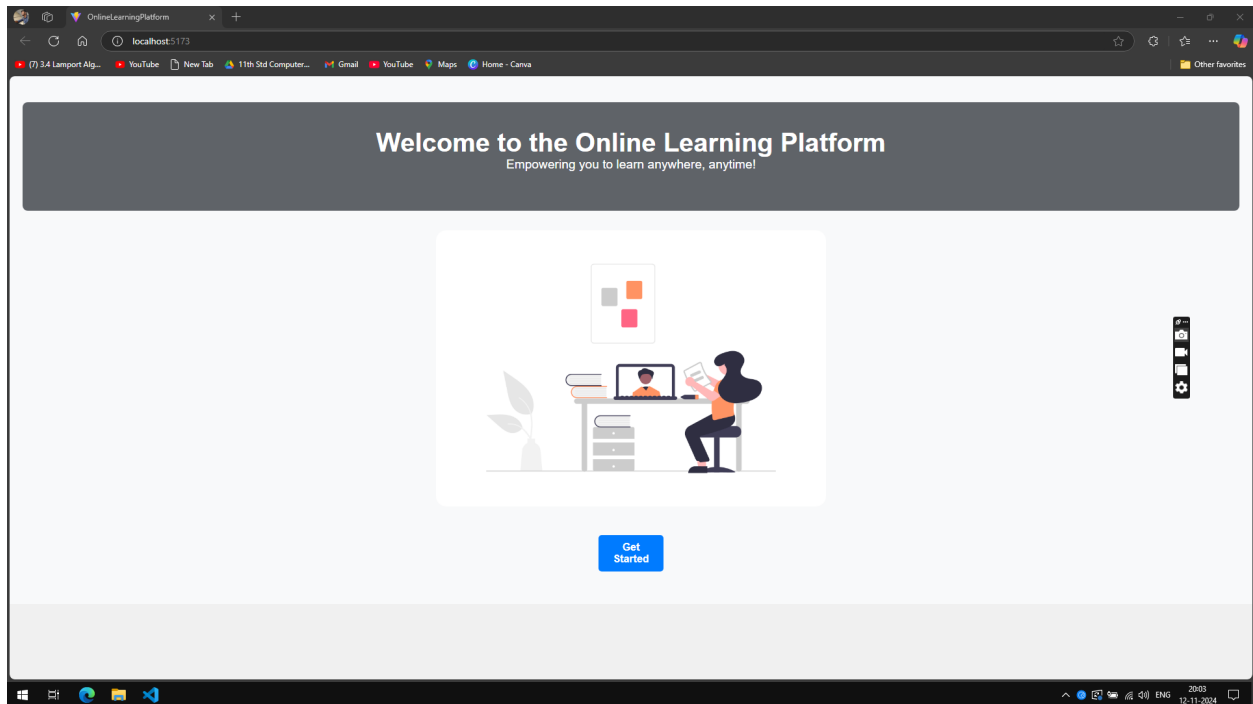 OnlineLearningPlatform
localhost:5173
(7) 3.4 Lamport Alg... YouTube New Tab 11th Std Computer... Gmail YouTube Maps Home - Canva Other favorites
Welcome to the Online Learning Platform
Empowering you to learn anywhere, anytime!
Get
Started
ENG
20:03
12-11-2024